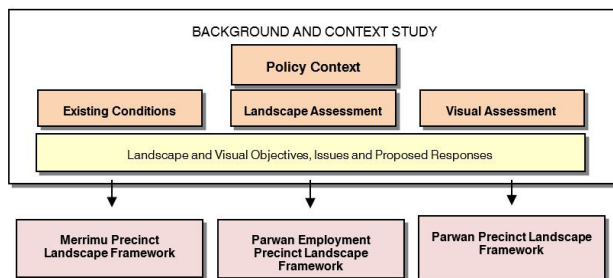 BACKGROUND AND CONTEXT STUDY
Policy Context
Existing Conditions
Landscape Assessment
Visual Assessment
Landscape and Visual Objectives, Issues and Proposed Responses
Merrimu Precinct
Landscape Framework
Parwan Employment
Precinct Landscape
Framework
Parwan Precinct Landscape
Framework